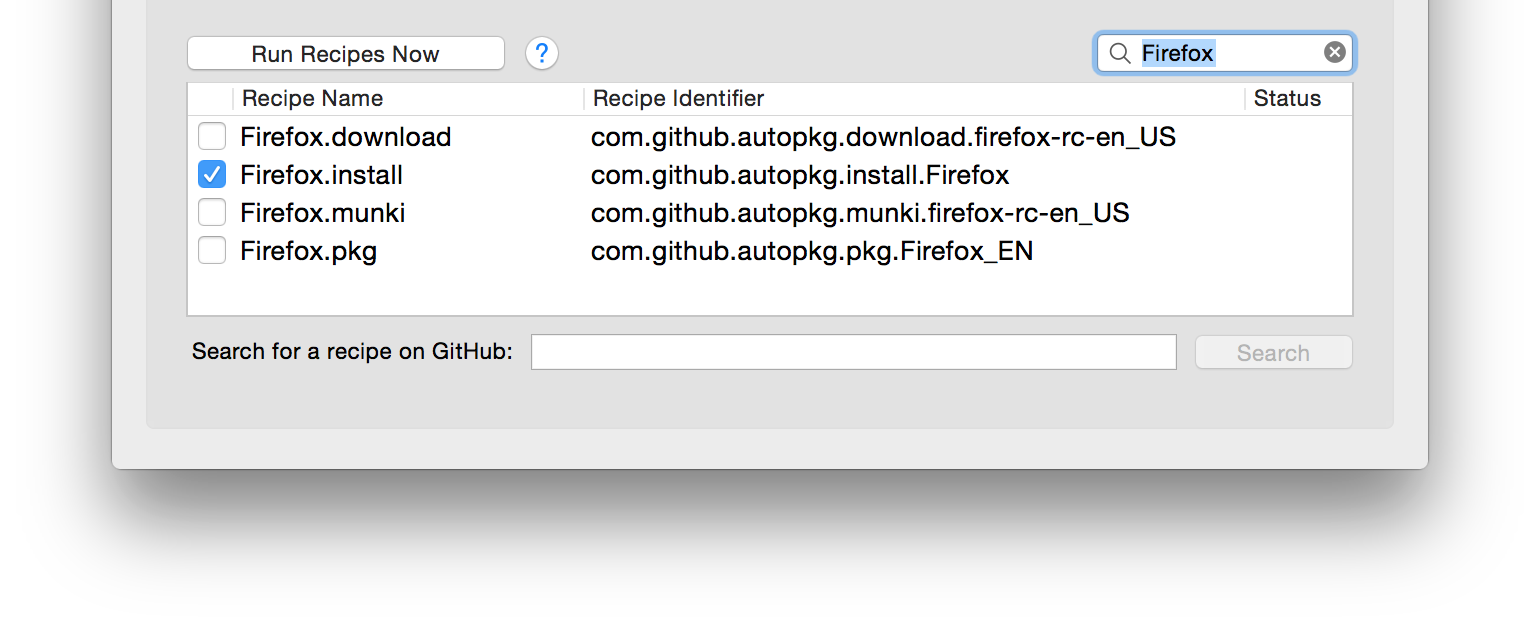 Run Recipes Now ? Firefox
Recipe Name Recipe Identifier Status
Firefox.download com.github.autopkg.download.firefox-rc-en_US
Firefox.install com.github.autopkg.install.Firefox
Firefox.munki com.github.autopkg.munki.firefox-rc-en_US
Firefox.pkg com.github.autopkg.pkg.Firefox_EN
Search for a recipe on GitHub: Search